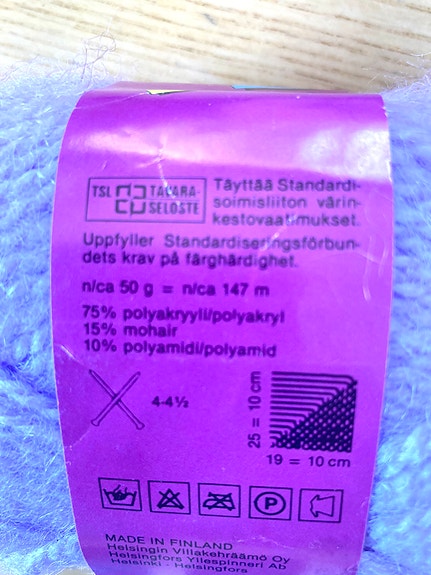 TSL TAVARA-
SELOSTE
Täyttää Standardi-
soimisliiton värin-
kestovaatimukset.
Uppfyller Standardiseringsförbun-
dets krav på färghärdighet.
n/ca 50 g = n/ca 147 m
75% polyakryyli/polyakryl
15% mohair
10% polyamidi/polyamid
4-4½
25 = 10 cm
19 = 10 cm
P
MADE IN FINLAND
Helsingin Villakehräämö Oy
Helsingfors Yllespinneri Ab
Helsinki - Helsingfors